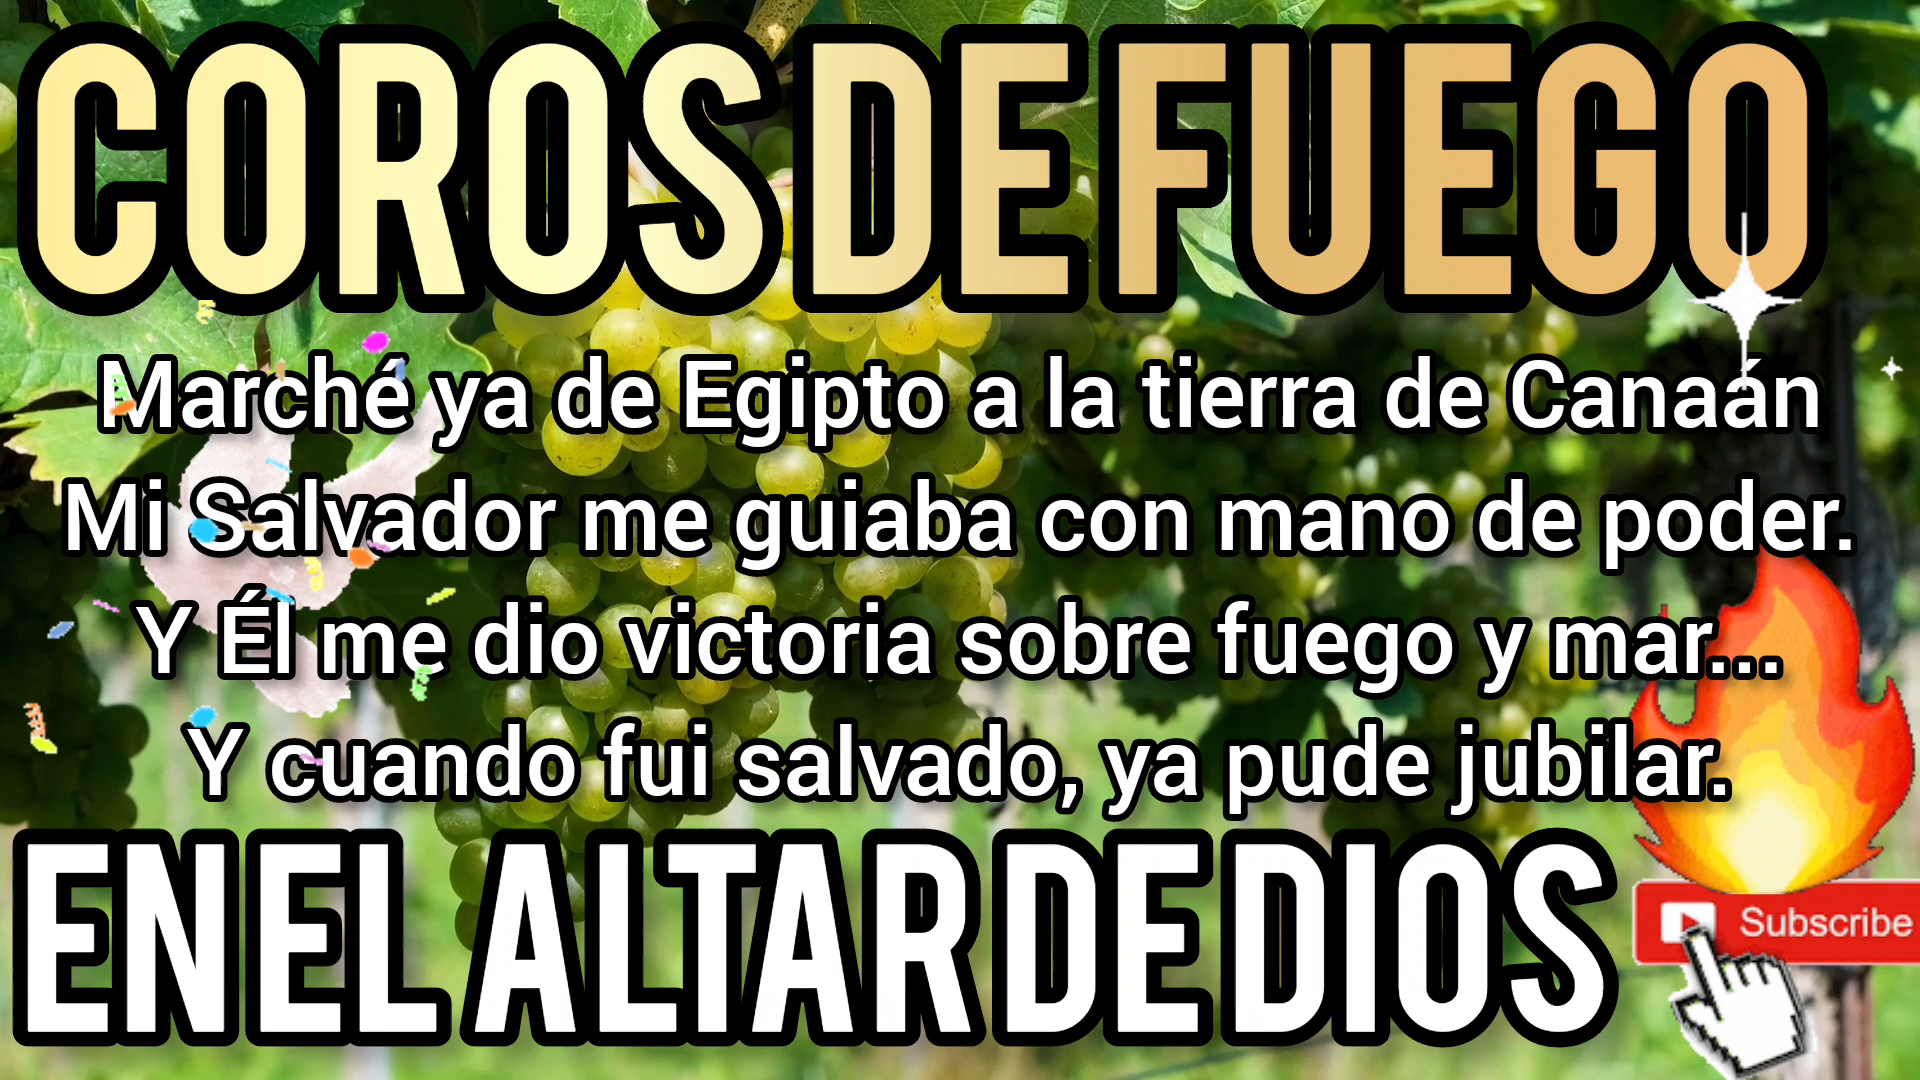 COROS DE FUEGO
Marché ya de Egipto a la tierra de Canaán
Mi Salvador me guiaba con mano de poder.
Y Él me dio victoria sobre fuego y mar...
Y cuando fui salvado, ya pude jubilar.
EN EL ALTAR DE DIOS
Subscribe